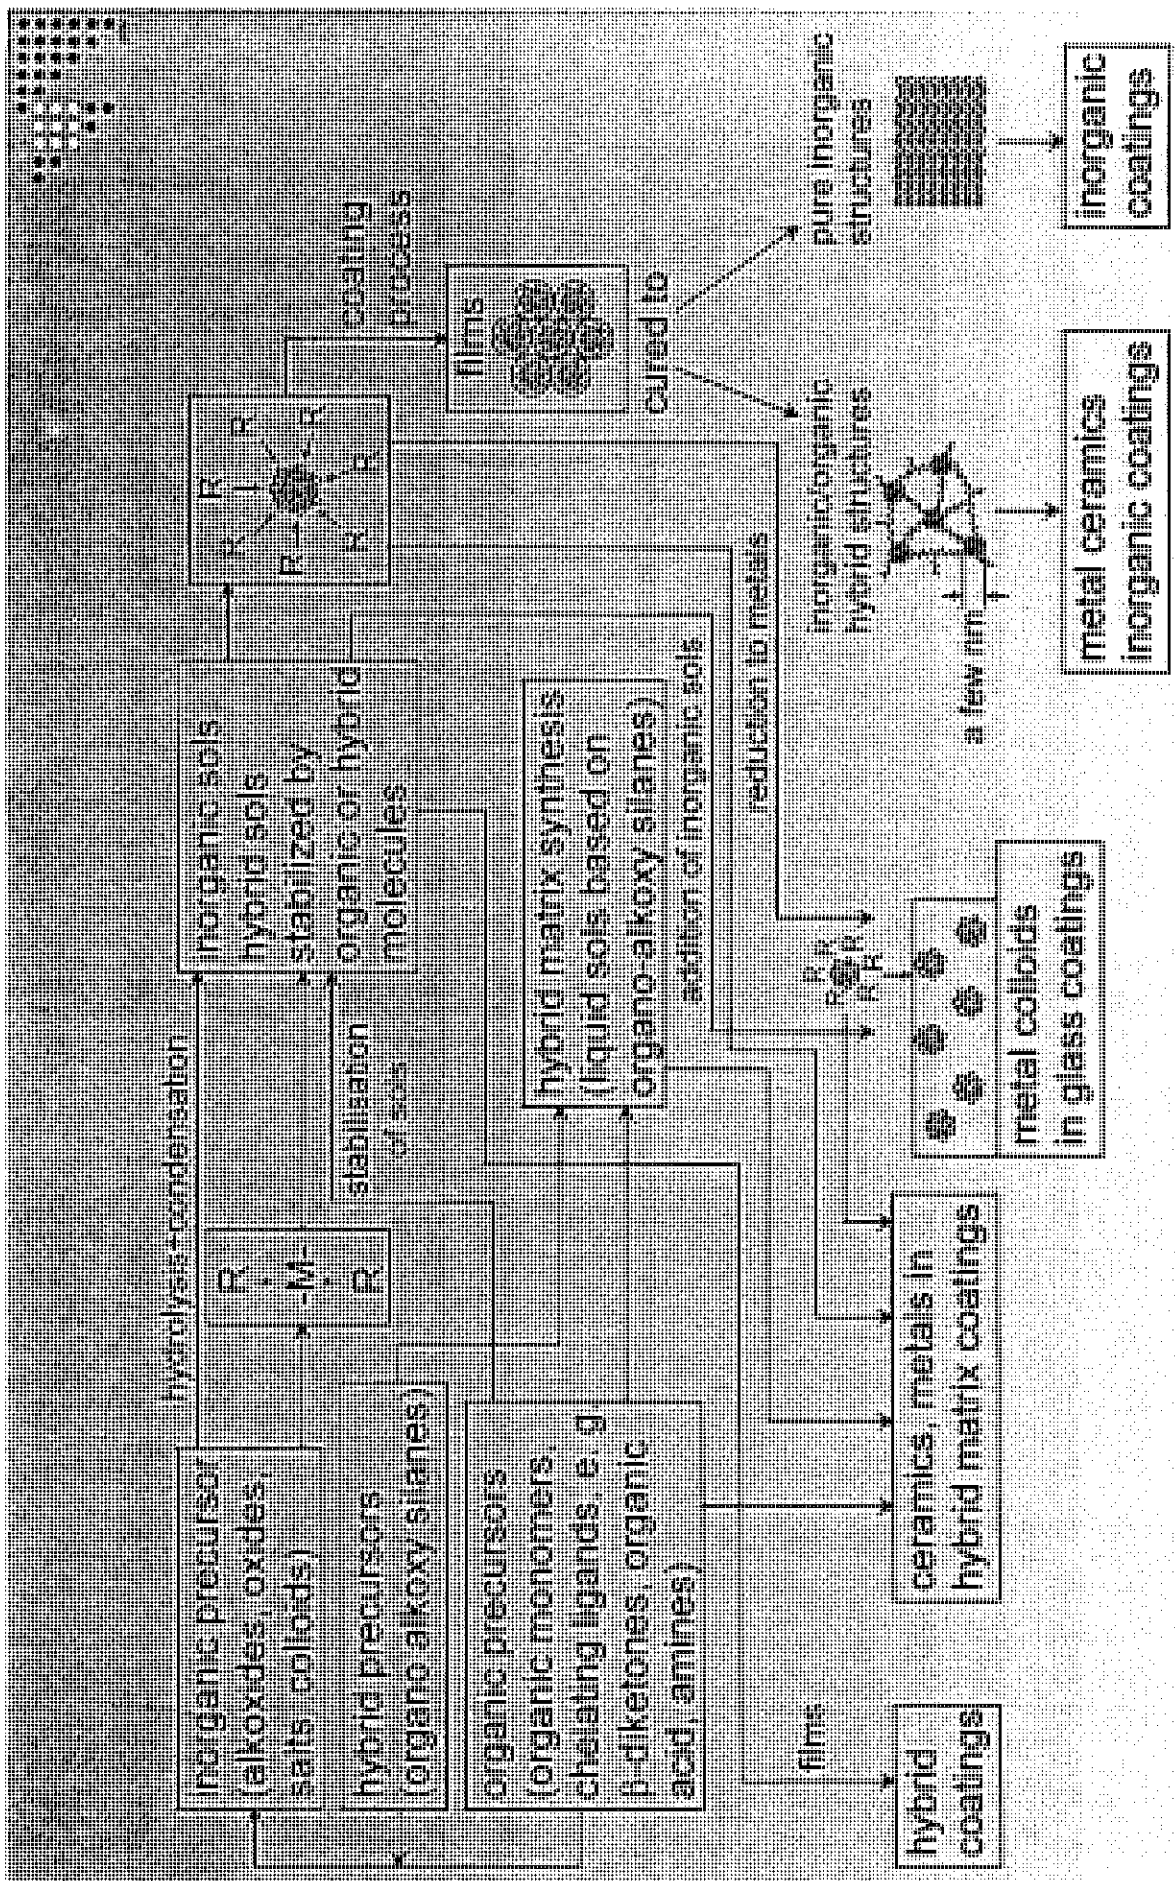 inorganic precursor
(alkoxides, oxides,
salts, colloids)
hydrolysis+condensation
R
-M-
R
inorganic sols
hybrid sols
stabilized by
organic or hybrid
molecules
R
R
R
R
R
R
R
coating
process
hybrid precursors
(organo alkoxy silanes)
stabilisation
of sols
films
organic precursors
(organic monomers,
chelating ligands, e. g.
β-diketones, organic
acid, amines)
hybrid matrix synthesis
(liquid sols based on
organo alkoxy silanes)
cured to
additon of inorganic sols
reduction to metals
films
R
R
R
R
R
R
inorganic/organic
hybrid structures
pure inorganic
structures
a few nm
hybrid
coatings
ceramics, metals in
hybrid matrix coatings
metal colloids
in glass coatings
metal ceramics
inorganic coatings
inorganic
coatings